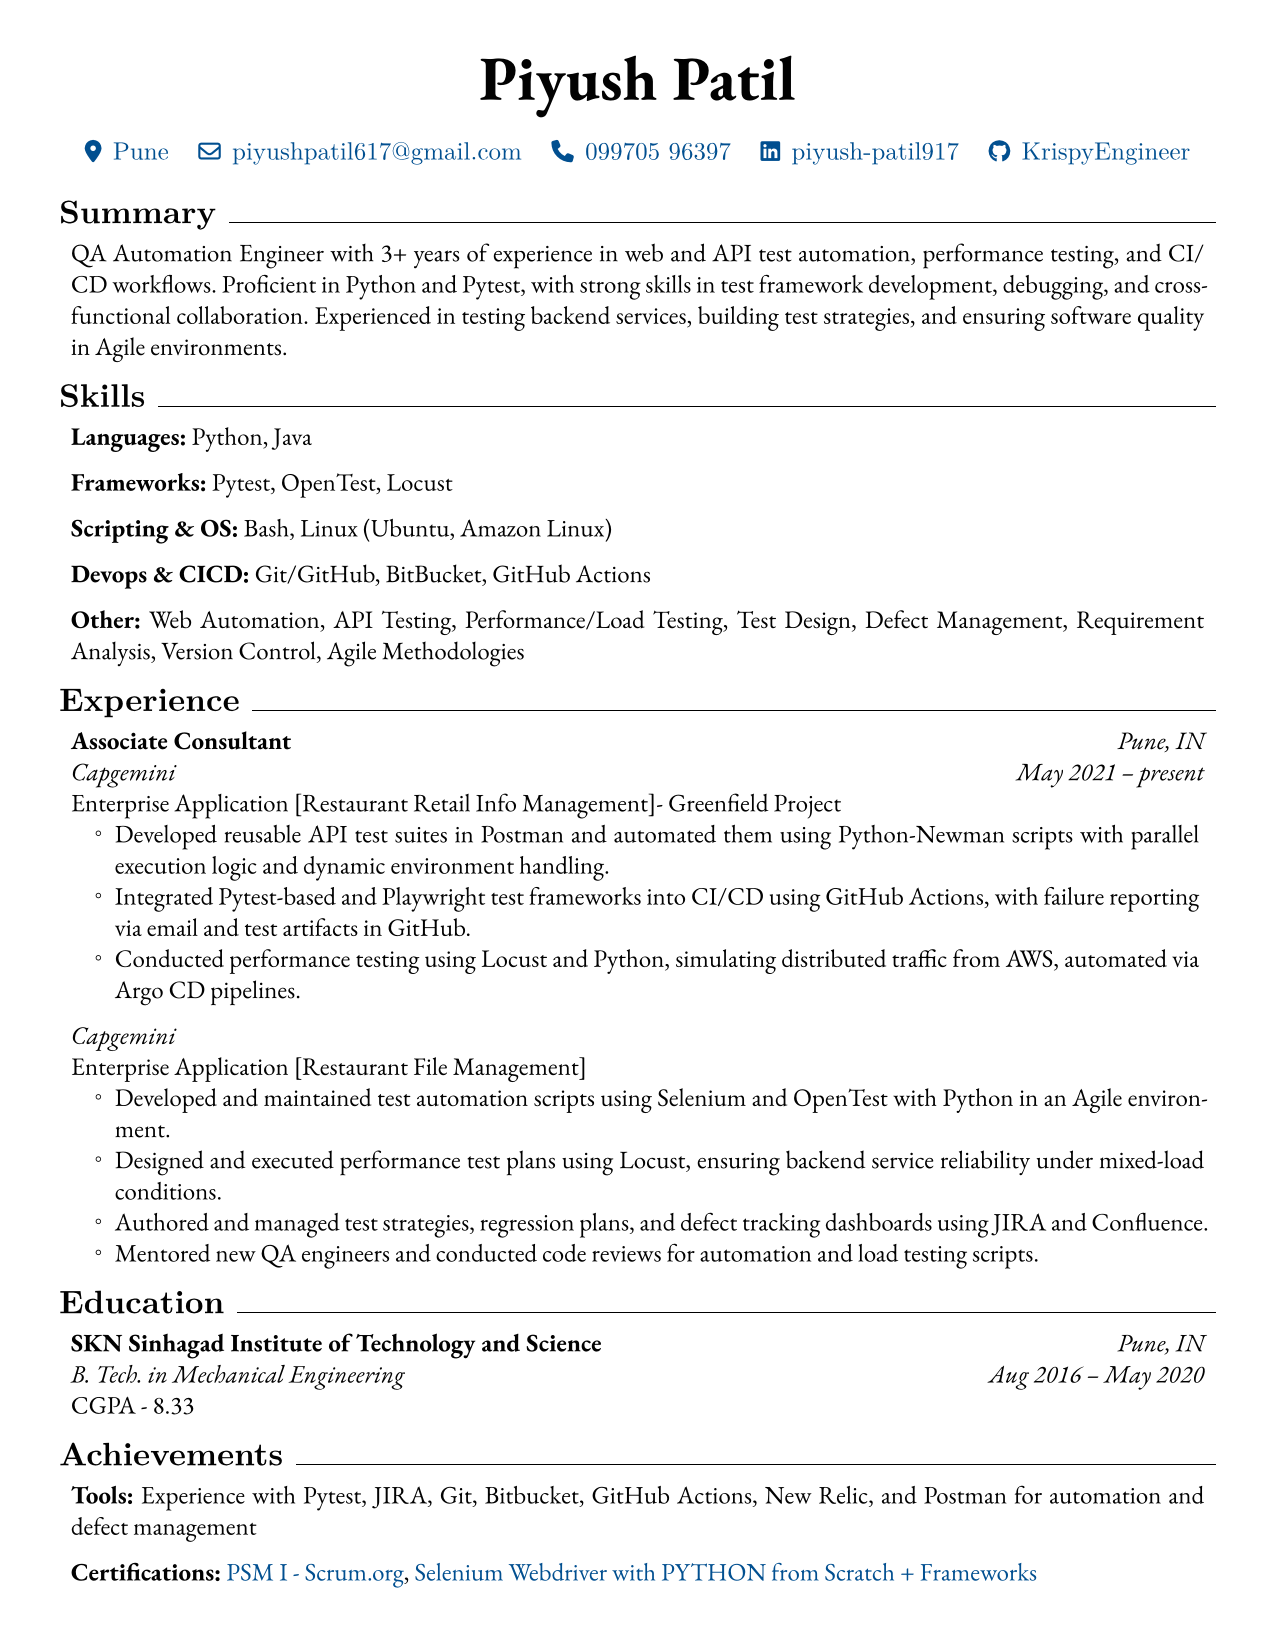 Piyush Patil
Pune piyushpatil617@gmail.com 099705 96397 piyush-patil917 KrispyEngineer
Summary
QA Automation Engineer with 3+ years of experience in web and API test automation, performance testing, and CI/
CD workflows. Proficient in Python and Pytest, with strong skills in test framework development, debugging, and cross-
functional collaboration. Experienced in testing backend services, building test strategies, and ensuring software quality
in Agile environments.
Skills
Languages: Python, Java
Frameworks: Pytest, OpenTest, Locust
Scripting & OS: Bash, Linux (Ubuntu, Amazon Linux)
Devops & CICD: Git/GitHub, BitBucket, GitHub Actions
Other: Web Automation, API Testing, Performance/Load Testing, Test Design, Defect Management, Requirement
Analysis, Version Control, Agile Methodologies
Experience
Associate Consultant Pune, IN
Capgemini May 2021 – present
Enterprise Application [Restaurant Retail Info Management]- Greenfield Project
◦ Developed reusable API test suites in Postman and automated them using Python-Newman scripts with parallel
execution logic and dynamic environment handling.
◦ Integrated Pytest-based and Playwright test frameworks into CI/CD using GitHub Actions, with failure reporting
via email and test artifacts in GitHub.
◦ Conducted performance testing using Locust and Python, simulating distributed traffic from AWS, automated via
Argo CD pipelines.
Capgemini
Enterprise Application [Restaurant File Management]
◦ Developed and maintained test automation scripts using Selenium and OpenTest with Python in an Agile environ-
ment.
◦ Designed and executed performance test plans using Locust, ensuring backend service reliability under mixed-load
conditions.
◦ Authored and managed test strategies, regression plans, and defect tracking dashboards using JIRA and Confluence.
◦ Mentored new QA engineers and conducted code reviews for automation and load testing scripts.
Education
SKN Sinhagad Institute of Technology and Science Pune, IN
B. Tech. in Mechanical Engineering Aug 2016 – May 2020
CGPA - 8.33
Achievements
Tools: Experience with Pytest, JIRA, Git, Bitbucket, GitHub Actions, New Relic, and Postman for automation and
defect management
Certifications: PSM I - Scrum.org, Selenium Webdriver with PYTHON from Scratch + Frameworks